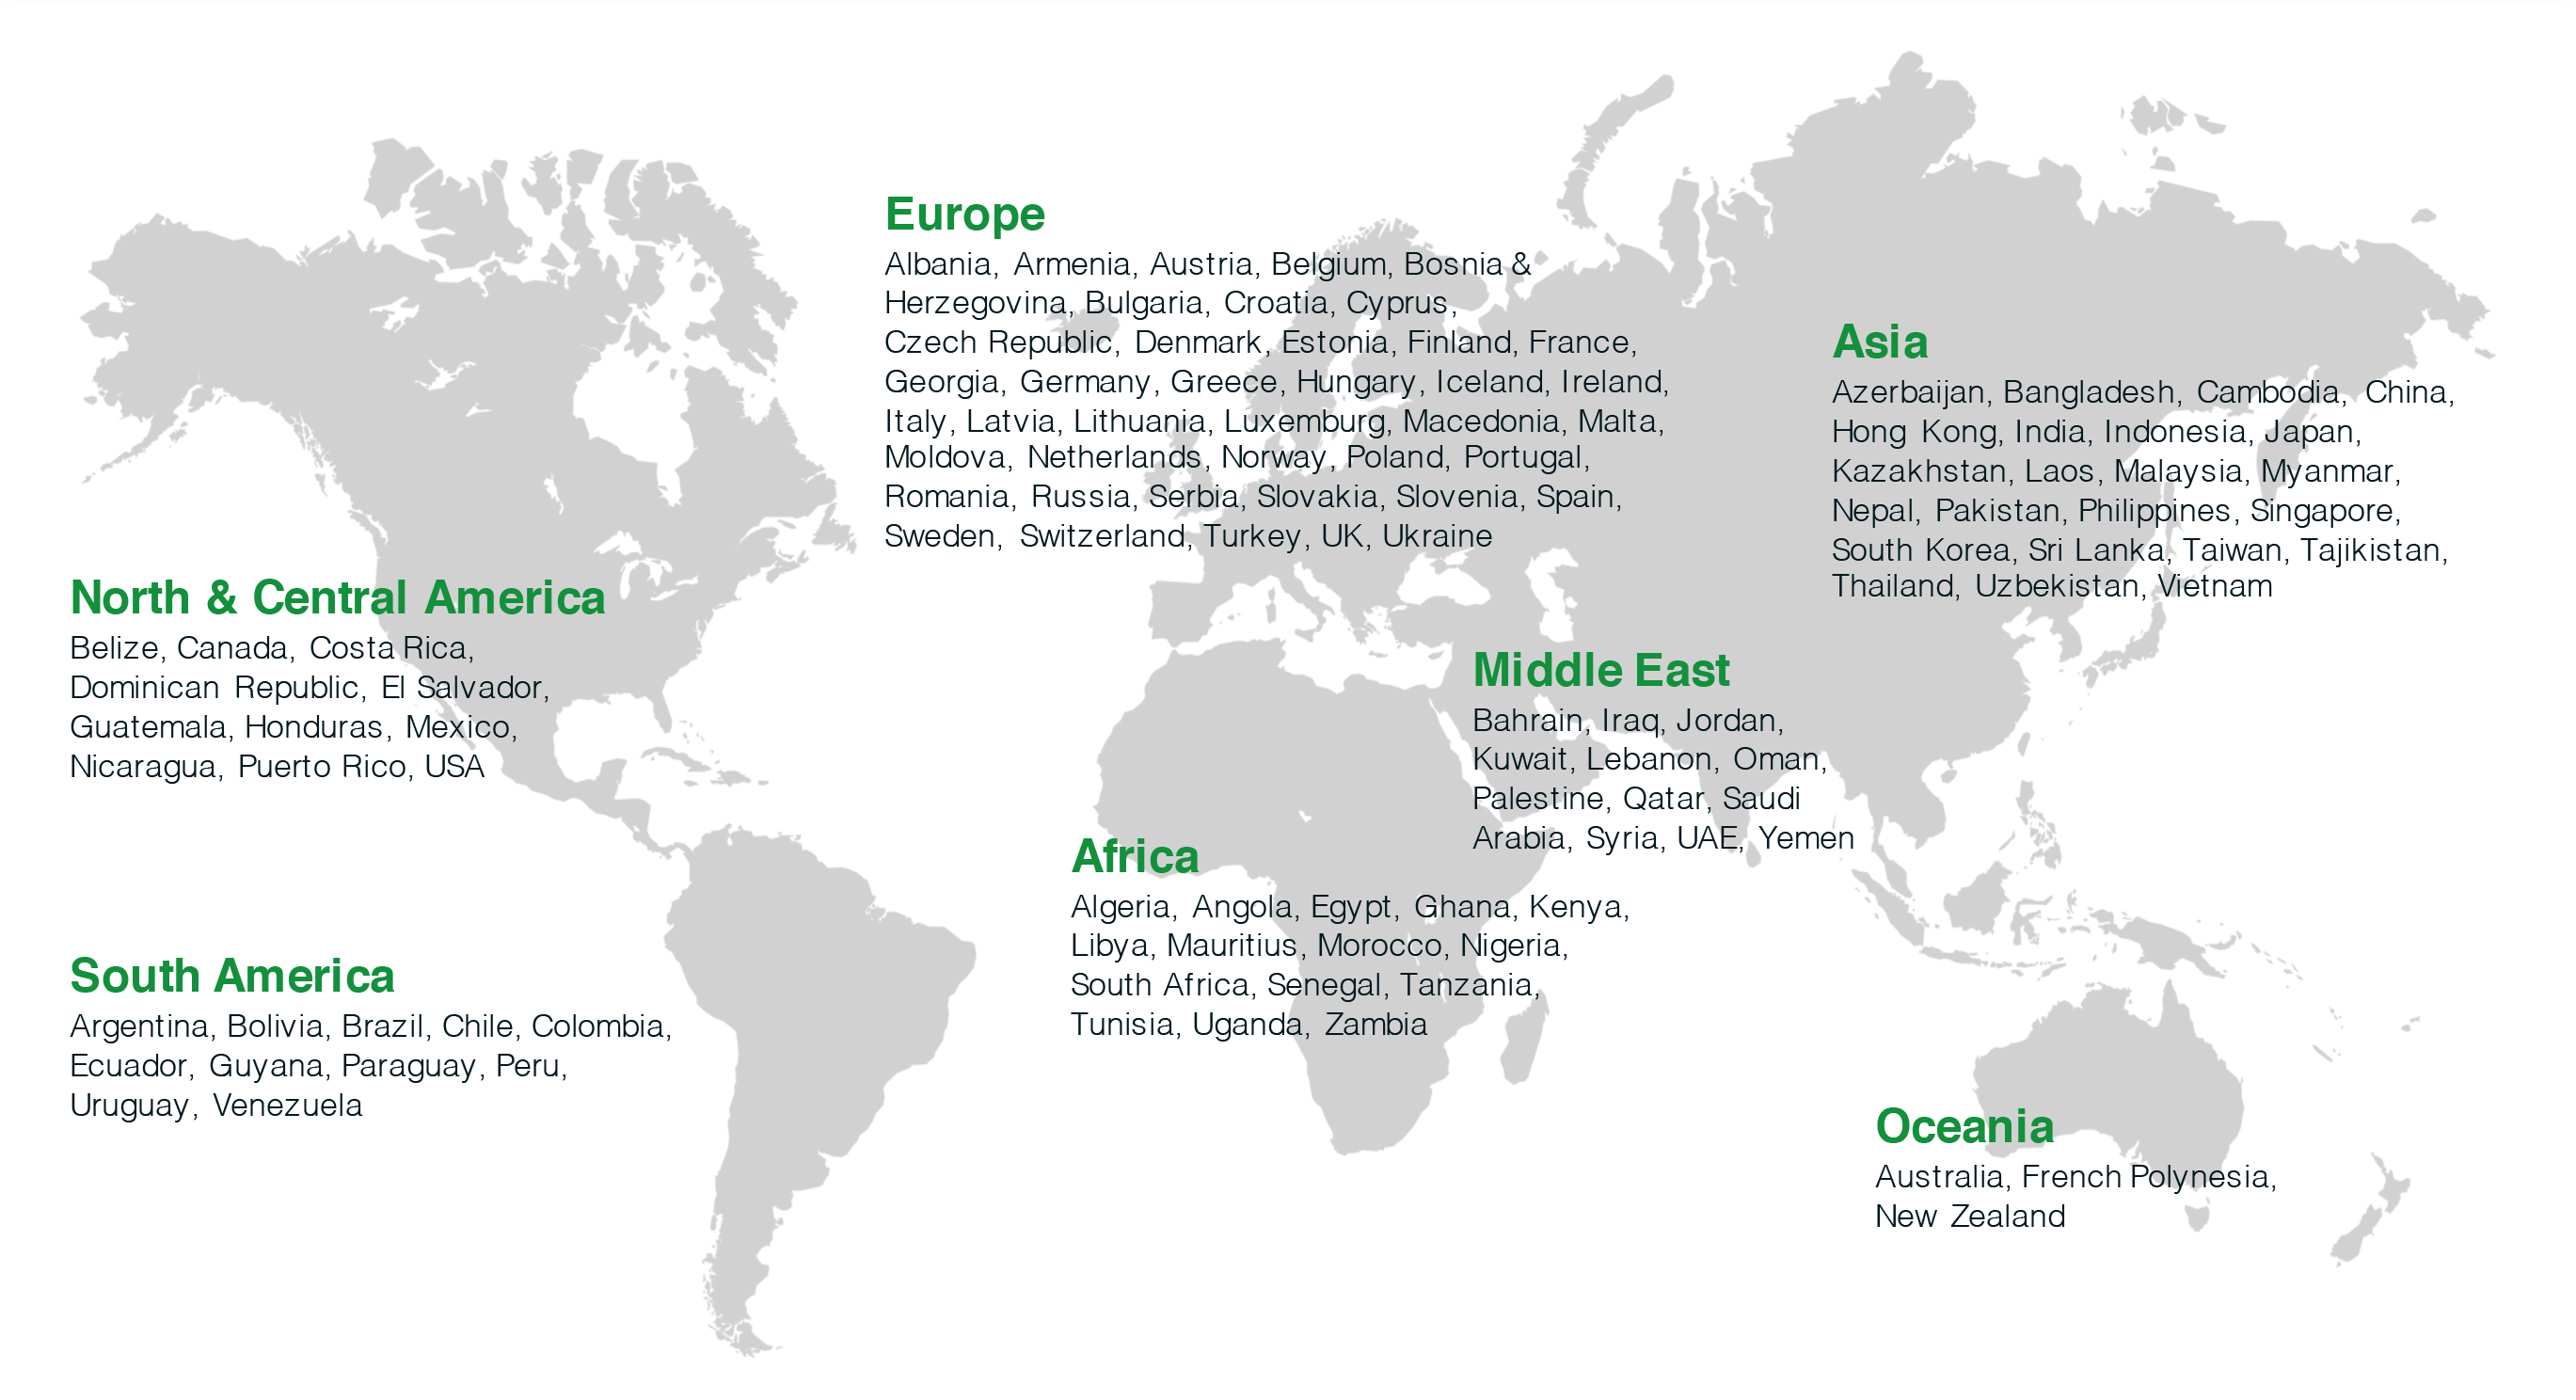 Europe
Albania, Armenia, Austria, Belgium, Bosnia &
Herzegovina, Bulgaria, Croatia, Cyprus,
Czech Republic, Denmark, Estonia, Finland, France,
Georgia, Germany, Greece, Hungary, Iceland, Ireland,
Italy, Latvia, Lithuania, Luxemburg, Macedonia, Malta,
Moldova, Netherlands, Norway, Poland, Portugal,
Romania, Russia, Serbia, Slovakia, Slovenia, Spain,
Sweden, Switzerland, Turkey, UK, Ukraine
Asia
Azerbaijan, Bangladesh, Cambodia, China,
Hong Kong, India, Indonesia, Japan,
Kazakhstan, Laos, Malaysia, Myanmar,
Nepal, Pakistan, Philippines, Singapore,
South Korea, Sri Lanka, Taiwan, Tajikistan,
Thailand, Uzbekistan, Vietnam
North & Central America
Belize, Canada, Costa Rica,
Dominican Republic, El Salvador,
Guatemala, Honduras, Mexico,
Nicaragua, Puerto Rico, USA
Middle East
Bahrain, Iraq, Jordan,
Kuwait, Lebanon, Oman,
Palestine, Qatar, Saudi
Arabia, Syria, UAE, Yemen
Africa
Algeria, Angola, Egypt, Ghana, Kenya,
Libya, Mauritius, Morocco, Nigeria,
South Africa, Senegal, Tanzania,
Tunisia, Uganda, Zambia
South America
Argentina, Bolivia, Brazil, Chile, Colombia,
Ecuador, Guyana, Paraguay, Peru,
Uruguay, Venezuela
Oceania
Australia, French Polynesia,
New Zealand